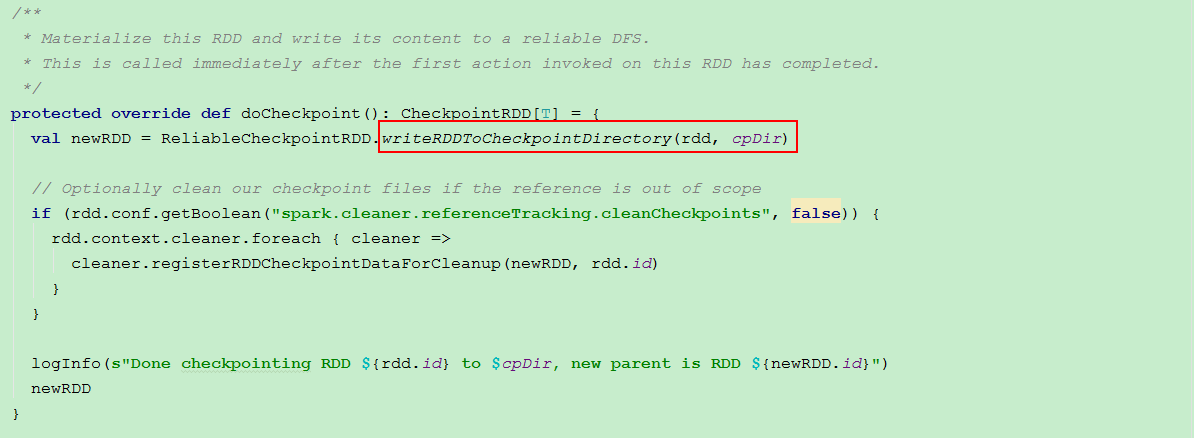 /**
 * Materialize this RDD and write its content to a reliable DFS.
 * This is called immediately after the first action invoked on this RDD has completed.
 */
protected override def doCheckpoint(): CheckpointRDD[T] = {
  val newRDD = ReliableCheckpointRDD.writeRDDToCheckpointDirectory(rdd, cpDir)
  // Optionally clean our checkpoint files if the reference is out of scope
  if (rdd.conf.getBoolean("spark.cleaner.referenceTracking.cleanCheckpoints", false)) {
    rdd.context.cleaner.foreach { cleaner =>
      cleaner.registerRDDCheckpointDataForCleanup(newRDD, rdd.id)
    }
  }
  logInfo(s"Done checkpointing RDD ${rdd.id} to $cpDir, new parent is RDD ${newRDD.id}")
  newRDD
}